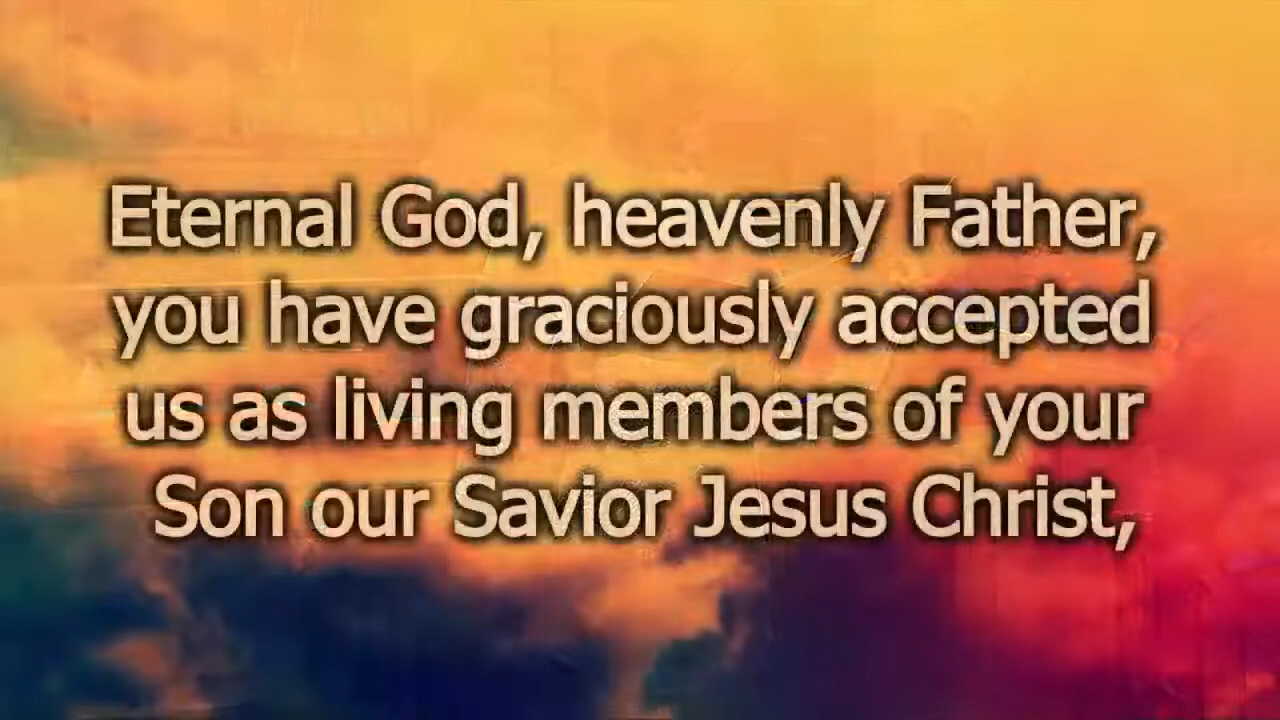 Eternal God, heavenly Father,
you have graciously accepted
us as living members of your
Son our Savior Jesus Christ,